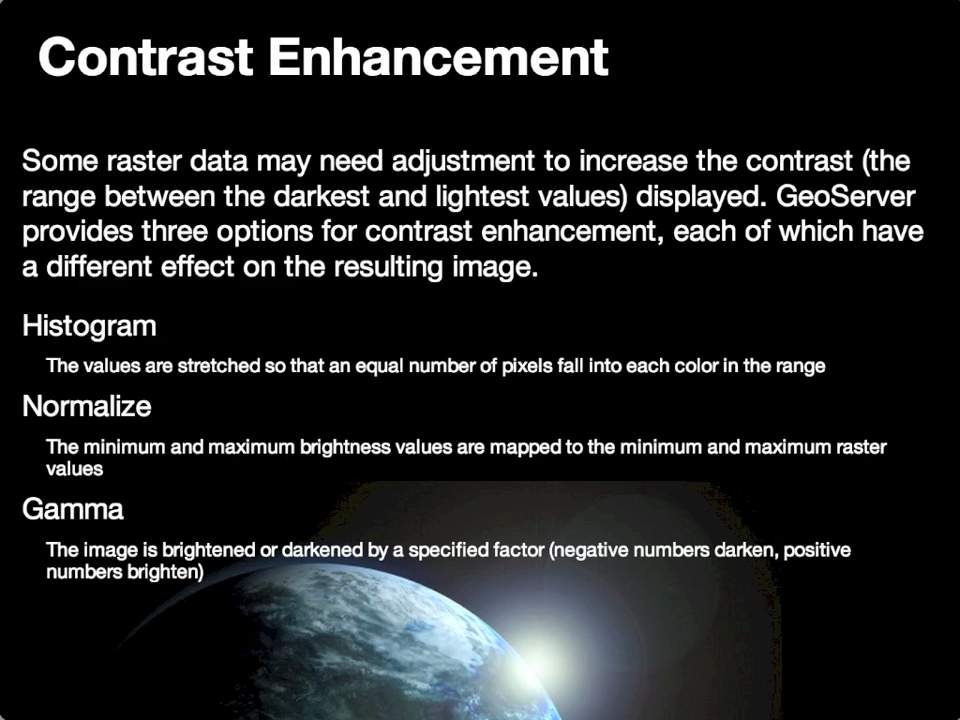 Contrast Enhancement
Some raster data may need adjustment to increase the contrast (the
range between the darkest and lightest values) displayed. GeoServer
provides three options for contrast enhancement, each of which have
a different effect on the resulting image.
Histogram
The values are stretched so that an equal number of pixels fall into each color in the range
Normalize
The minimum and maximum brightness values are mapped to the minimum and maximum raster
values
Gamma
The image is brightened or darkened by a specified factor (negative numbers darken, positive
numbers brighten)